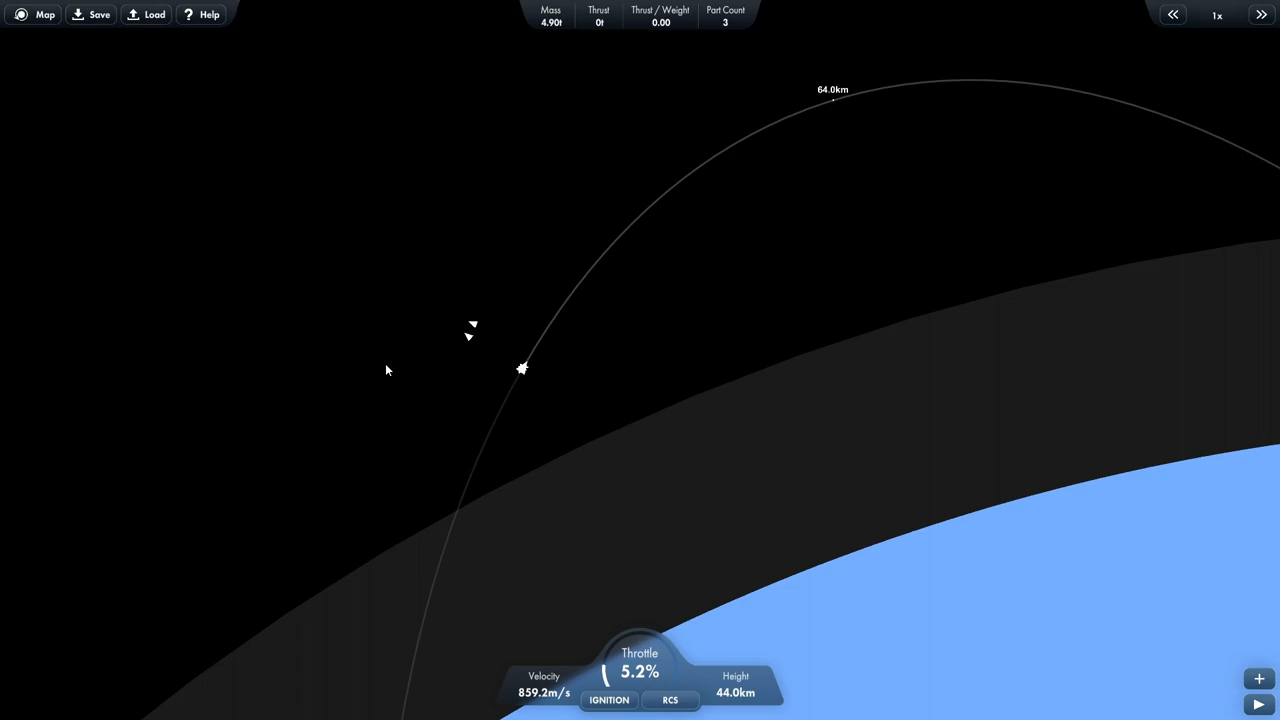 Map
Save
Load
? Help
Mass
4.90t
Thrust
0t
Thrust / Weight
0.00
Part Count
3
1x
64.0km
Throttle
5.2%
Velocity
859.2m/s
Height
44.0km
IGNITION
RCS